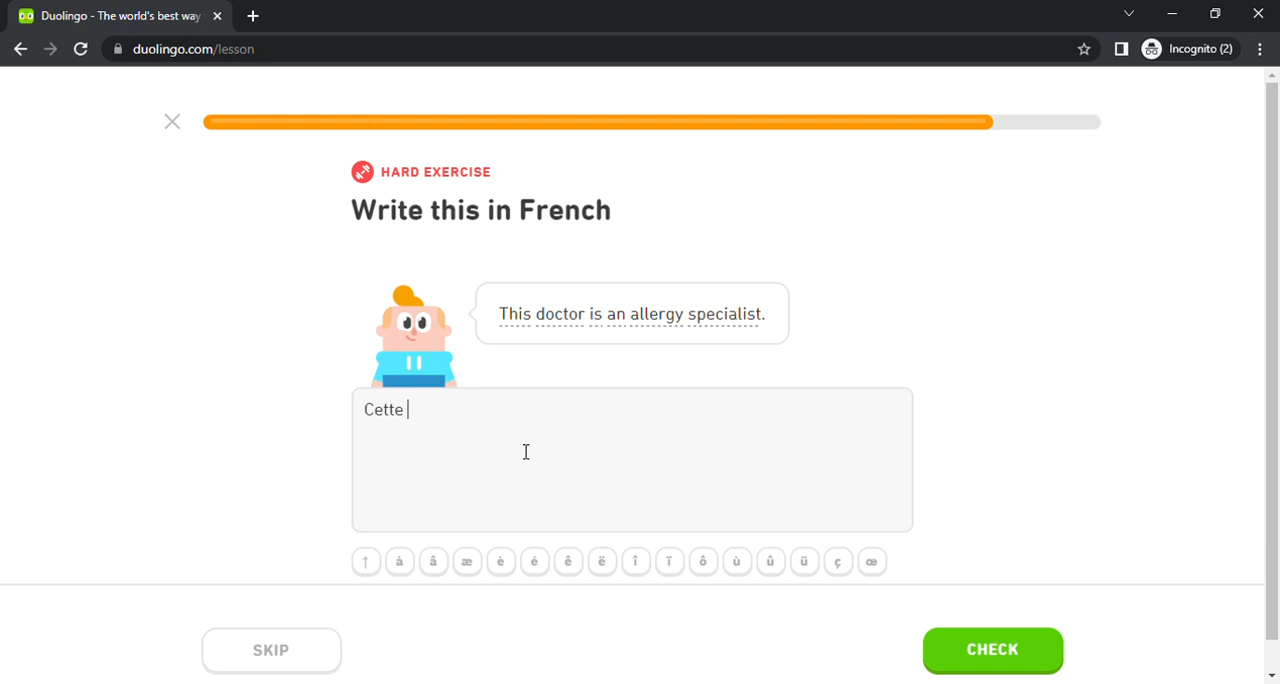 Duolingo - The world's best way
Incognito (2)
duolingo.com/lesson
HARD EXERCISE
Write this in French
This doctor is an allergy specialist.
Cette
↑ à â æ è é ê ë î ï ô ù û ü ç œ
SKIP
CHECK